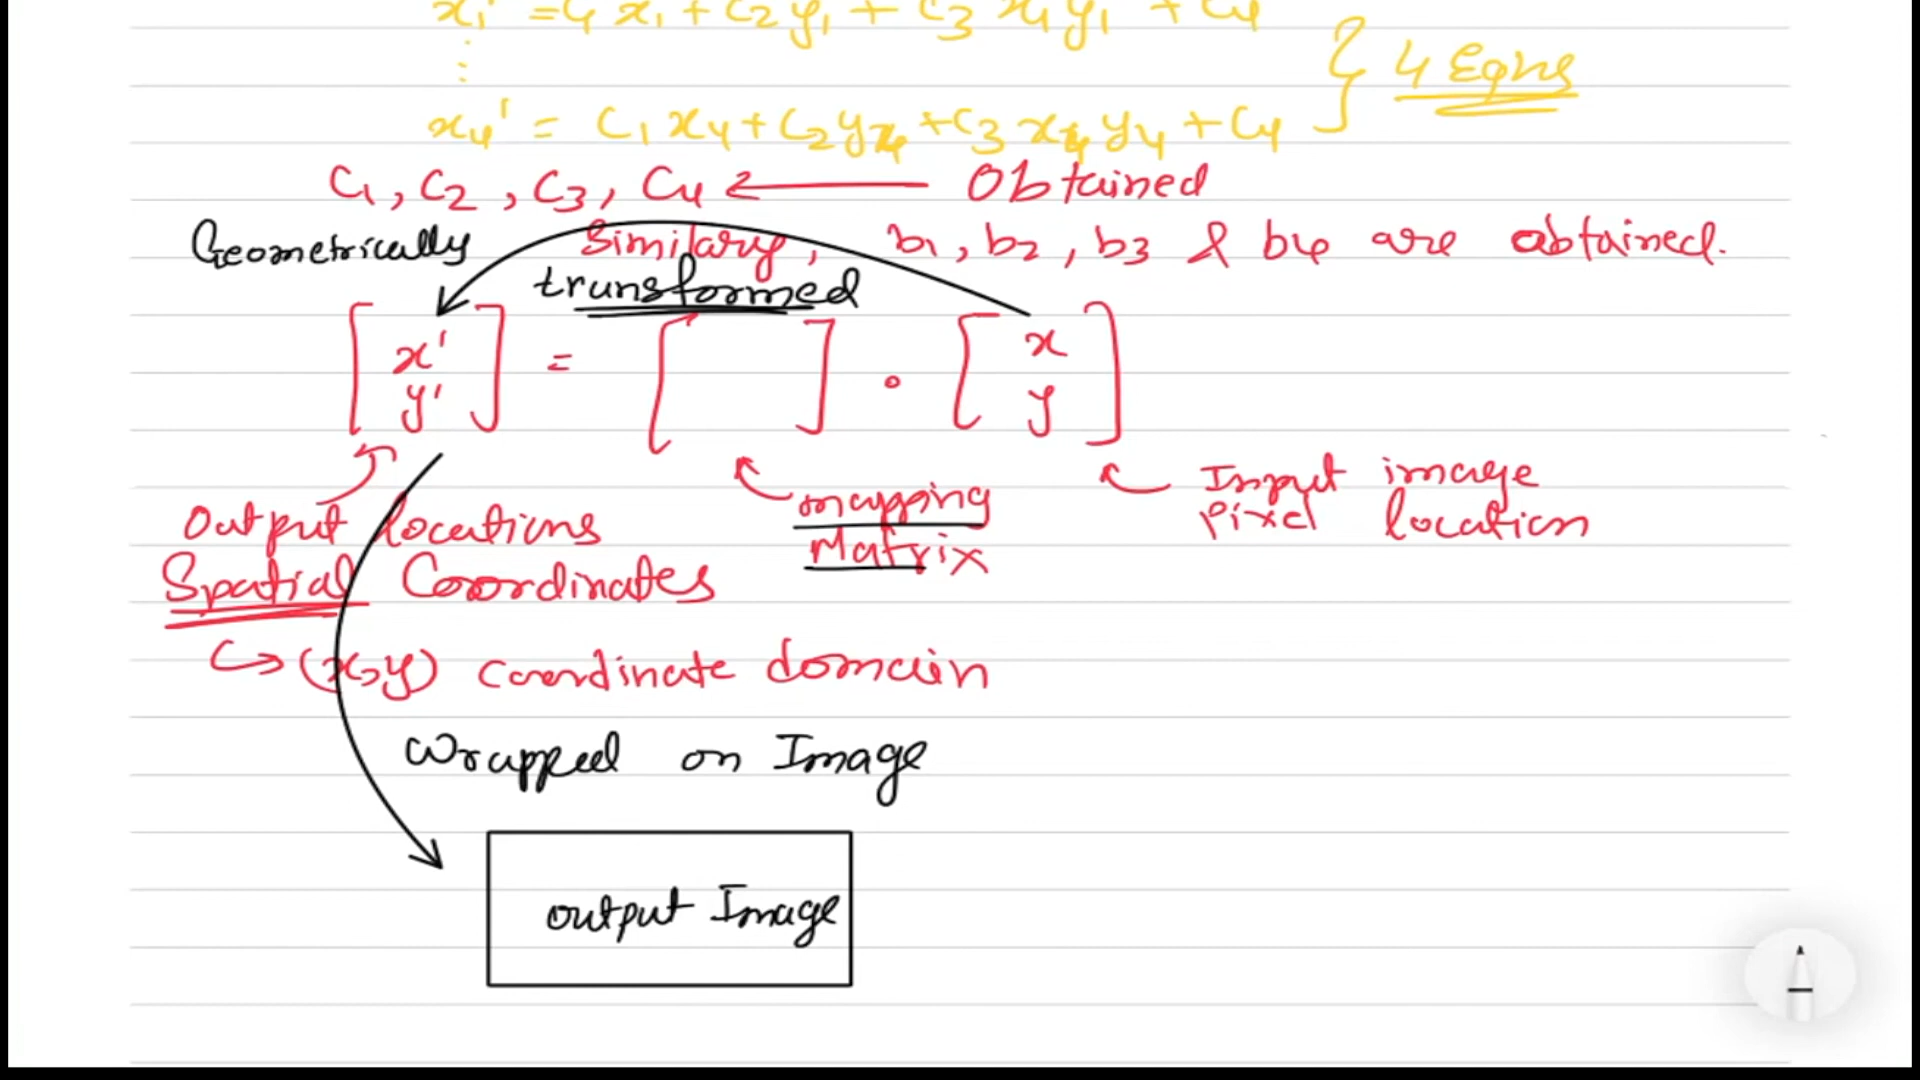 x₁' = C₁x₁ + C₂y₁ + C₃x₁y₁ + C₄
:
:
x₄' = C₁x₄ + C₂y₄ + C₃x₄y₄ + C₄ } 4 Eqns
C₁, C₂, C₃, C₄ ← Obtained
Geometrically Similary, b₁, b₂, b₃ & b₄ are obtained.
transformed
[x' y'] = [ ] . [x y]
Output locations mapping Matrix Input image pixel location
Spatial Coordinates
↪ (x,y) coordinate domain
Wrapped on Image
output Image